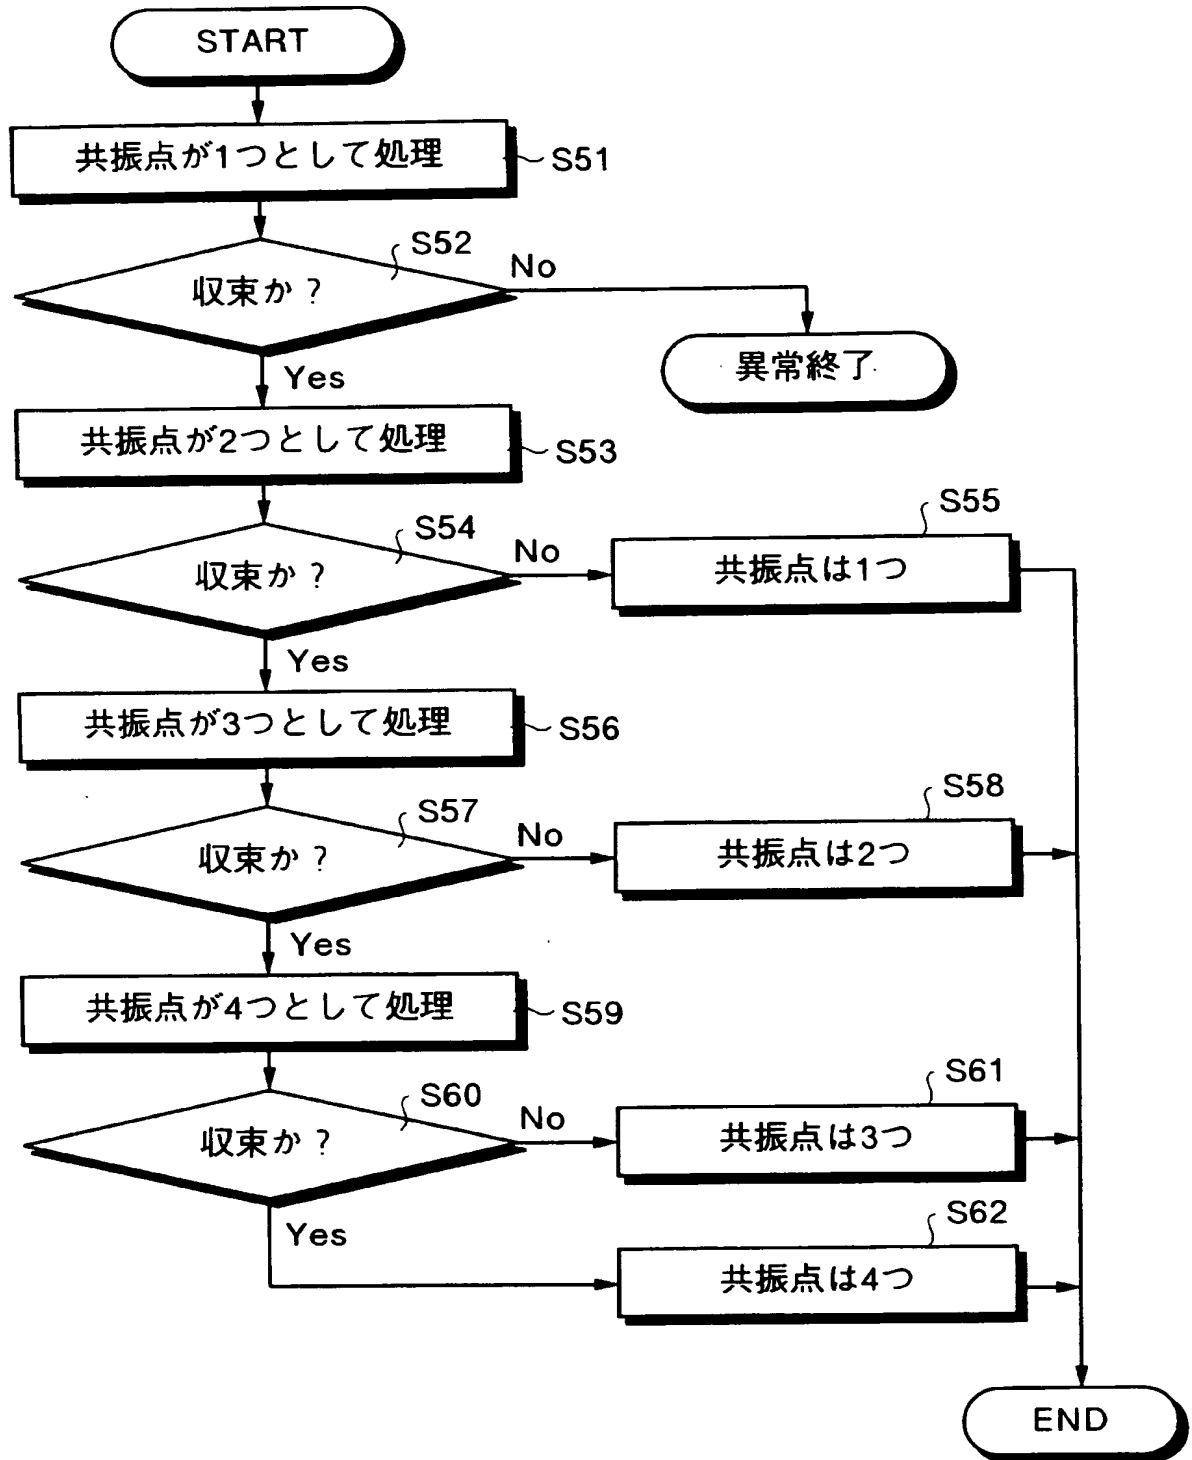 START
共振点が1つとして処理
S51
S52
収束か?
No
異常終了
Yes
共振点が2つとして処理
S53
S54
収束か?
No
S55
共振点は1つ
Yes
共振点が3つとして処理
S56
S57
収束か?
No
S58
共振点は2つ
Yes
共振点が4つとして処理
S59
S60
収束か?
No
S61
共振点は3つ
Yes
S62
共振点は4つ
END